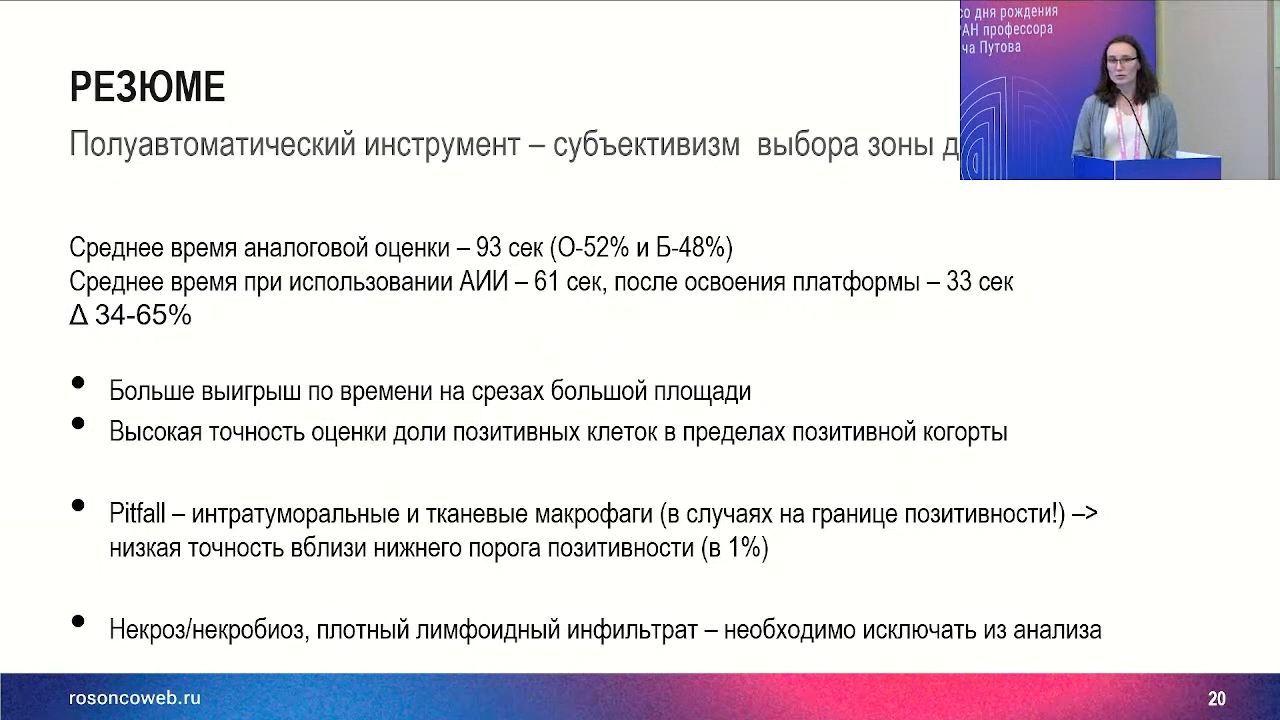 со дня рождения
РАН профессора
ча Путова
РЕЗЮМЕ
Полуавтоматический инструмент – субъективизм выбора зоны
Среднее время аналоговой оценки – 93 сек (О-52% и Б-48%)
Среднее время при использовании АИИ – 61 сек, после освоения платформы – 33 сек
Δ 34-65%
• Больше выигрыш по времени на срезах большой площади
• Высокая точность оценки доли позитивных клеток в пределах позитивной когорты
• Pitfall – интратуморальные и тканевые макрофаги (в случаях на границе позитивности!) –>
низкая точность вблизи нижнего порога позитивности (в 1%)
• Некроз/некробиоз, плотный лимфоидный инфильтрат – необходимо исключать из анализа
rosoncoweb.ru
20